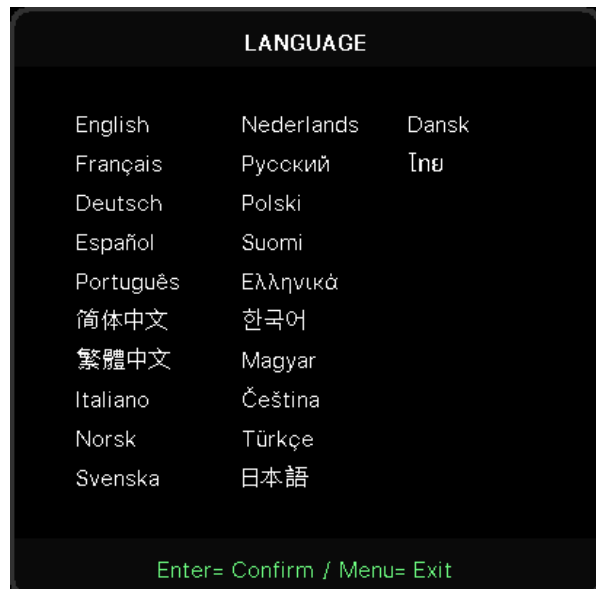 LANGUAGE
English Nederlands Dansk
Français Русский ไทย
Deutsch Polski
Español Suomi
Português Ελληνικά
简体中文 한국어
繁體中文 Magyar
Italiano Čeština
Norsk Türkçe
Svenska 日本語
Enter= Confirm / Menu= Exit